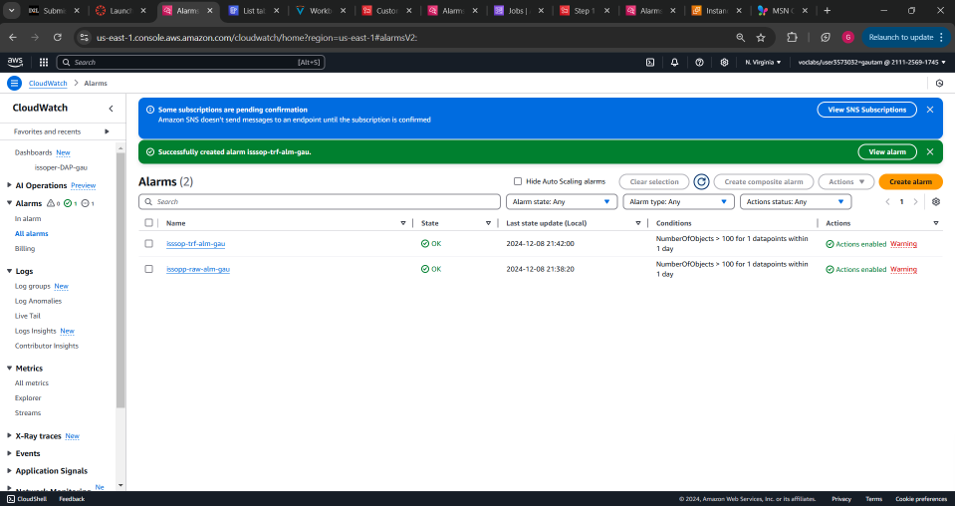 Submi
Launc
Alarms
List tal
Workb
Custor
Alarm:
Jobs |
Step 1
Alarms
Instan
MSN (
us-east-1.console.aws.amazon.com/cloudwatch/home?region=us-east-1#alarmsV2:
G
Relaunch to update
aws
Search
[Alt+S]
N. Virginia
voclabs/user3573032=gautam @ 2111-2569-1745
CloudWatch
Alarms
CloudWatch
Favorites and recents
Dashboards New
issoper-DAP-gau
AI Operations Preview
Alarms 0 1 1
In alarm
All alarms
Billing
Logs
Log groups New
Log Anomalies
Live Tail
Logs Insights New
Contributor Insights
Metrics
All metrics
Explorer
Streams
X-Ray traces New
Events
Application Signals
Network Monitoring Ne
Some subscriptions are pending confirmation
Amazon SNS doesn't send messages to an endpoint until the subscription is confirmed
View SNS Subscriptions
Successfully created alarm isssop-trf-alm-gau.
View alarm
Alarms (2)
Hide Auto Scaling alarms
Clear selection
Create composite alarm
Actions
Create alarm
Search
Alarm state: Any
Alarm type: Any
Actions status: Any
1
Name
State
Last state update (Local)
Conditions
Actions
isssop-trf-alm-gau
OK
2024-12-08 21:42:00
NumberOfObjects > 100 for 1 datapoints within
1 day
Actions enabled Warning
issopp-raw-alm-gau
OK
2024-12-08 21:38:20
NumberOfObjects > 100 for 1 datapoints within
1 day
Actions enabled Warning
CloudShell
Feedback
© 2024, Amazon Web Services, Inc. or its affiliates.
Privacy
Terms
Cookie preferences